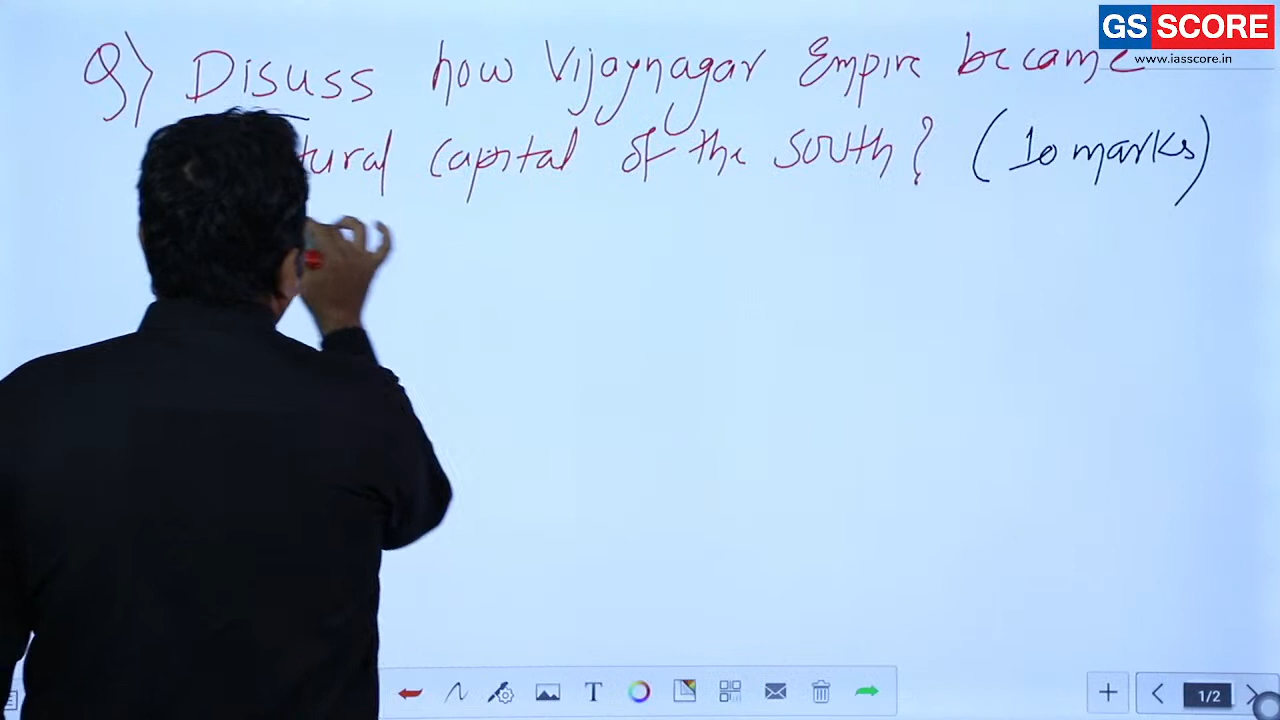 GS SCORE
www.iasscore.in
Q) Disuss how Vijaynagar Empire became
tural capital of the south? (10 marks)
T
1/2